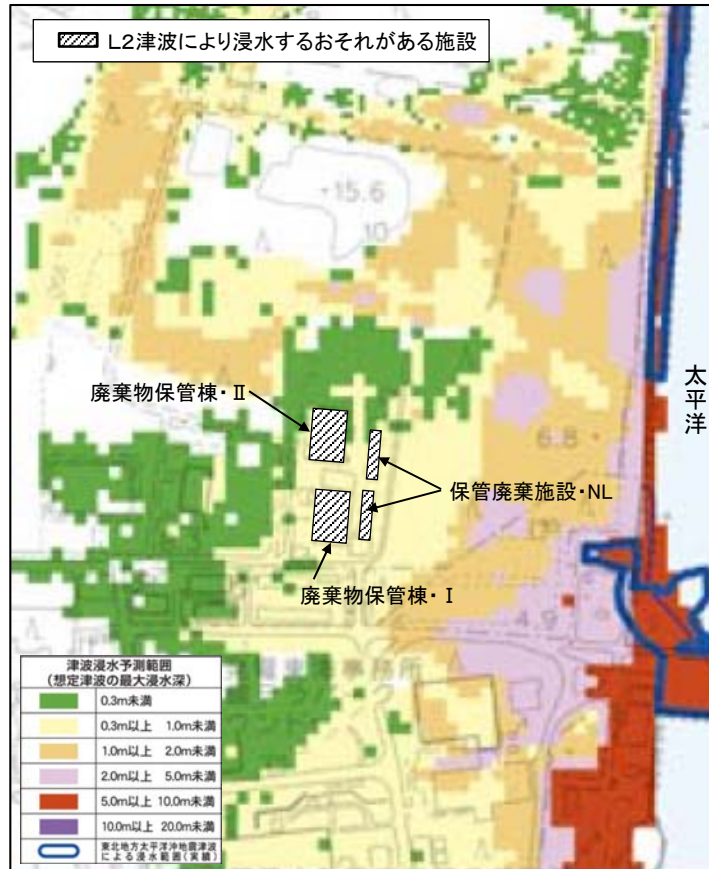 L2津波により浸水するおそれがある施設
+15.6
10
太平洋
廃棄物保管棟・Ⅱ
6.8
保管廃棄施設・NL
廃棄物保管棟・Ⅰ
4.9
事務所
津波浸水予測範囲
(想定津波の最大浸水深)
0.3m未満
0.3m以上 1.0m未満
1.0m以上 2.0m未満
2.0m以上 5.0m未満
5.0m以上 10.0m未満
10.0m以上 20.0m未満
東北地方太平洋沖地震津波
による浸水範囲(実績)